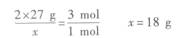 2×27 g/x = 3 mol/1 mol    x=18 g